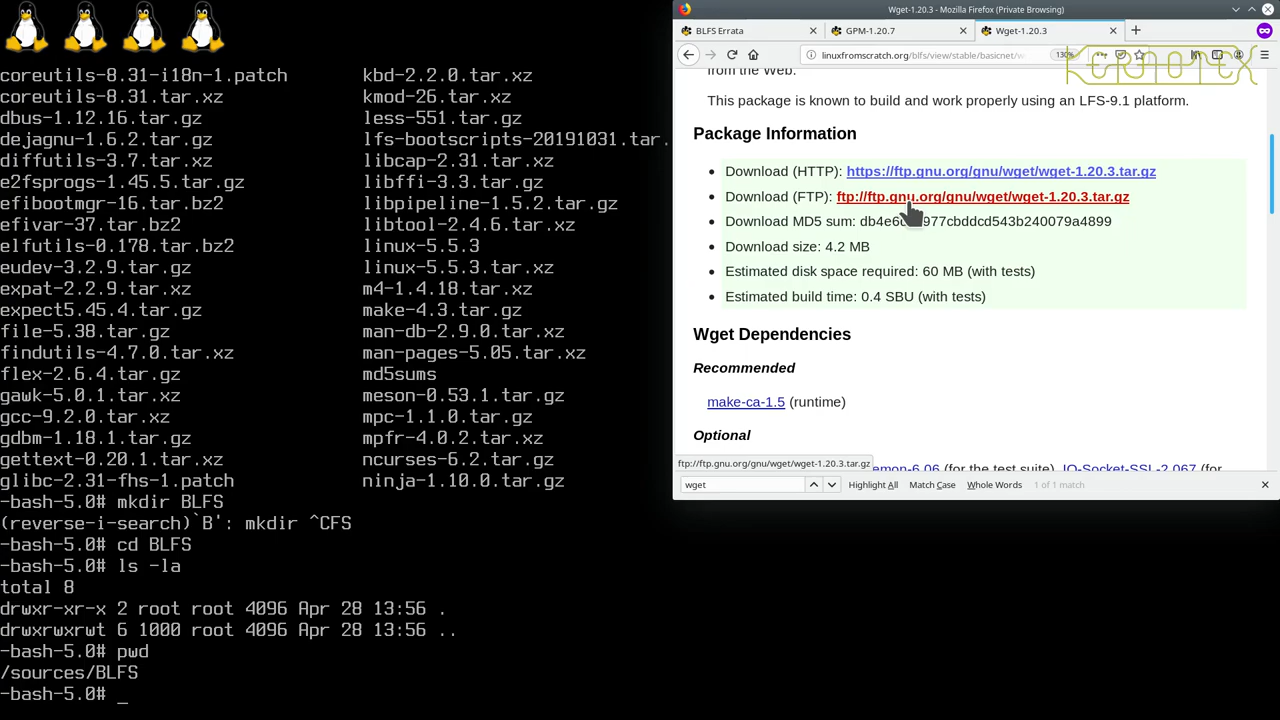 coreutils-8.31-i18n-1.patch kbd-2.2.0.tar.xz
coreutils-8.31.tar.xz kmod-26.tar.xz
dbus-1.12.16.tar.gz less-551.tar.gz
dejagnu-1.6.2.tar.gz lfs-bootscripts-20191031.tar.
diffutils-3.7.tar.xz libcap-2.31.tar.xz
e2fsprogs-1.45.5.tar.gz libffi-3.3.tar.gz
efibootmgr-16.tar.bz2 libpipeline-1.5.2.tar.gz
efivar-37.tar.bz2 libtool-2.4.6.tar.xz
elfutils-0.178.tar.bz2 linux-5.5.3
eudev-3.2.9.tar.gz linux-5.5.3.tar.xz
expat-2.2.9.tar.xz m4-1.4.18.tar.xz
expect5.45.4.tar.gz make-4.3.tar.gz
file-5.38.tar.gz man-db-2.9.0.tar.xz
findutils-4.7.0.tar.xz man-pages-5.05.tar.xz
flex-2.6.4.tar.gz md5sums
gawk-5.0.1.tar.xz meson-0.53.1.tar.gz
gcc-9.2.0.tar.xz mpc-1.1.0.tar.gz
gdbm-1.18.1.tar.gz mpfr-4.0.2.tar.xz
gettext-0.20.1.tar.xz ncurses-6.2.tar.gz
glibc-2.31-fhs-1.patch ninja-1.10.0.tar.gz
-bash-5.0# mkdir BLFS
(reverse-i-search)`B': mkdir ^CFS
-bash-5.0# cd BLFS
-bash-5.0# ls -la
total 8
drwxr-xr-x 2 root root 4096 Apr 28 13:56 .
drwxrwxrwt 6 1000 root 4096 Apr 28 13:56 ..
-bash-5.0# pwd
/sources/BLFS
-bash-5.0# _
Wget-1.20.3 - Mozilla Firefox (Private Browsing)
BLFS Errata GPM-1.20.7 Wget-1.20.3
linuxfromscratch.org/blfs/view/stable/basicnet/w 130%
KERNOTEX
from the Web.
This package is known to build and work properly using an LFS-9.1 platform.
Package Information
Download (HTTP): https://ftp.gnu.org/gnu/wget/wget-1.20.3.tar.gz
Download (FTP): ftp://ftp.gnu.org/gnu/wget/wget-1.20.3.tar.gz
Download MD5 sum:
Download size: 4.2 MB
Estimated disk space required: 60 MB (with tests)
Estimated build time: 0.4 SBU (with tests)
Wget Dependencies
Recommended
make-ca-1.5 (runtime)
Optional
ftp://ftp.gnu.org/gnu/wget/wget-1.20.3.tar.gz
(for the test suite), IO-Socket-SSL-2.067 (for
wget Highlight All Match Case Whole Words 1 of 1 match